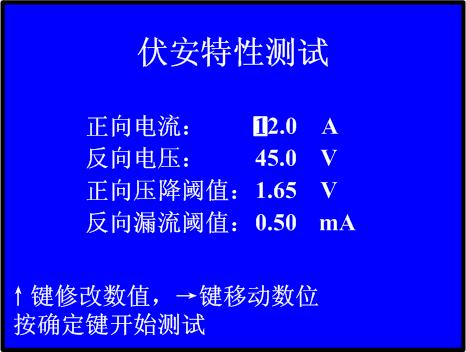 伏安特性测试
正向电流： 12.0 A
反向电压： 45.0 V
正向压降阈值：1.65 V
反向漏流阈值：0.50 mA
↑键修改数值，→键移动数位
按确定键开始测试